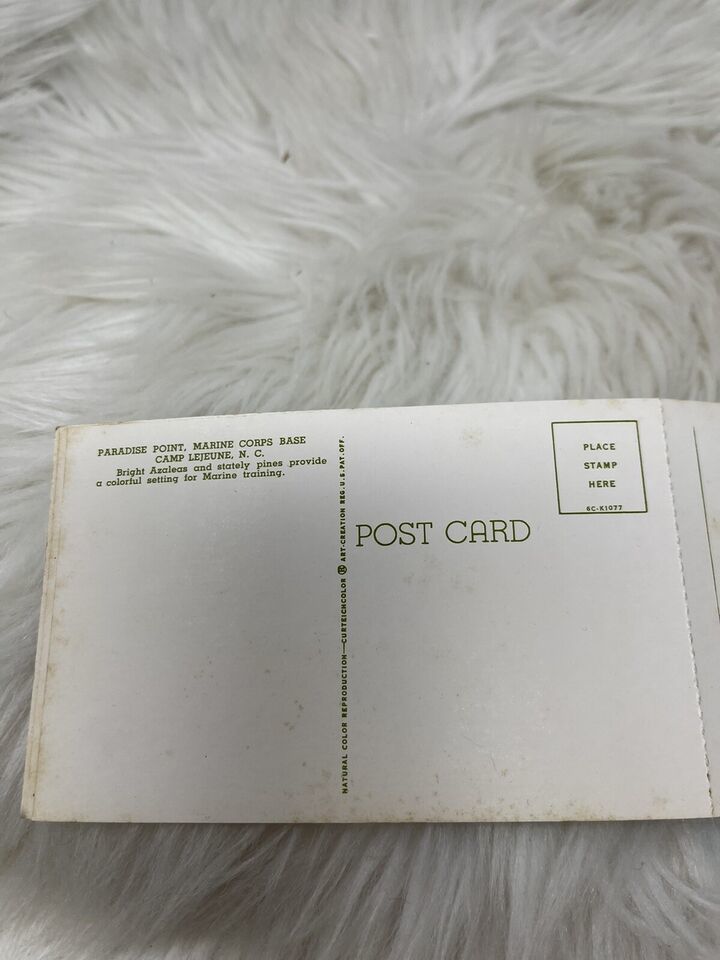 PARADISE POINT, MARINE CORPS BASE
CAMP LEJEUNE, N. C.
Bright Azaleas and stately pines provide
a colorful setting for Marine training.
NATURAL COLOR REPRODUCTION—CURTEICHCOLOR ART-CREATION REG. U.S. PAT. OFF.
POST CARD
PLACE
STAMP
HERE
6C-K1077